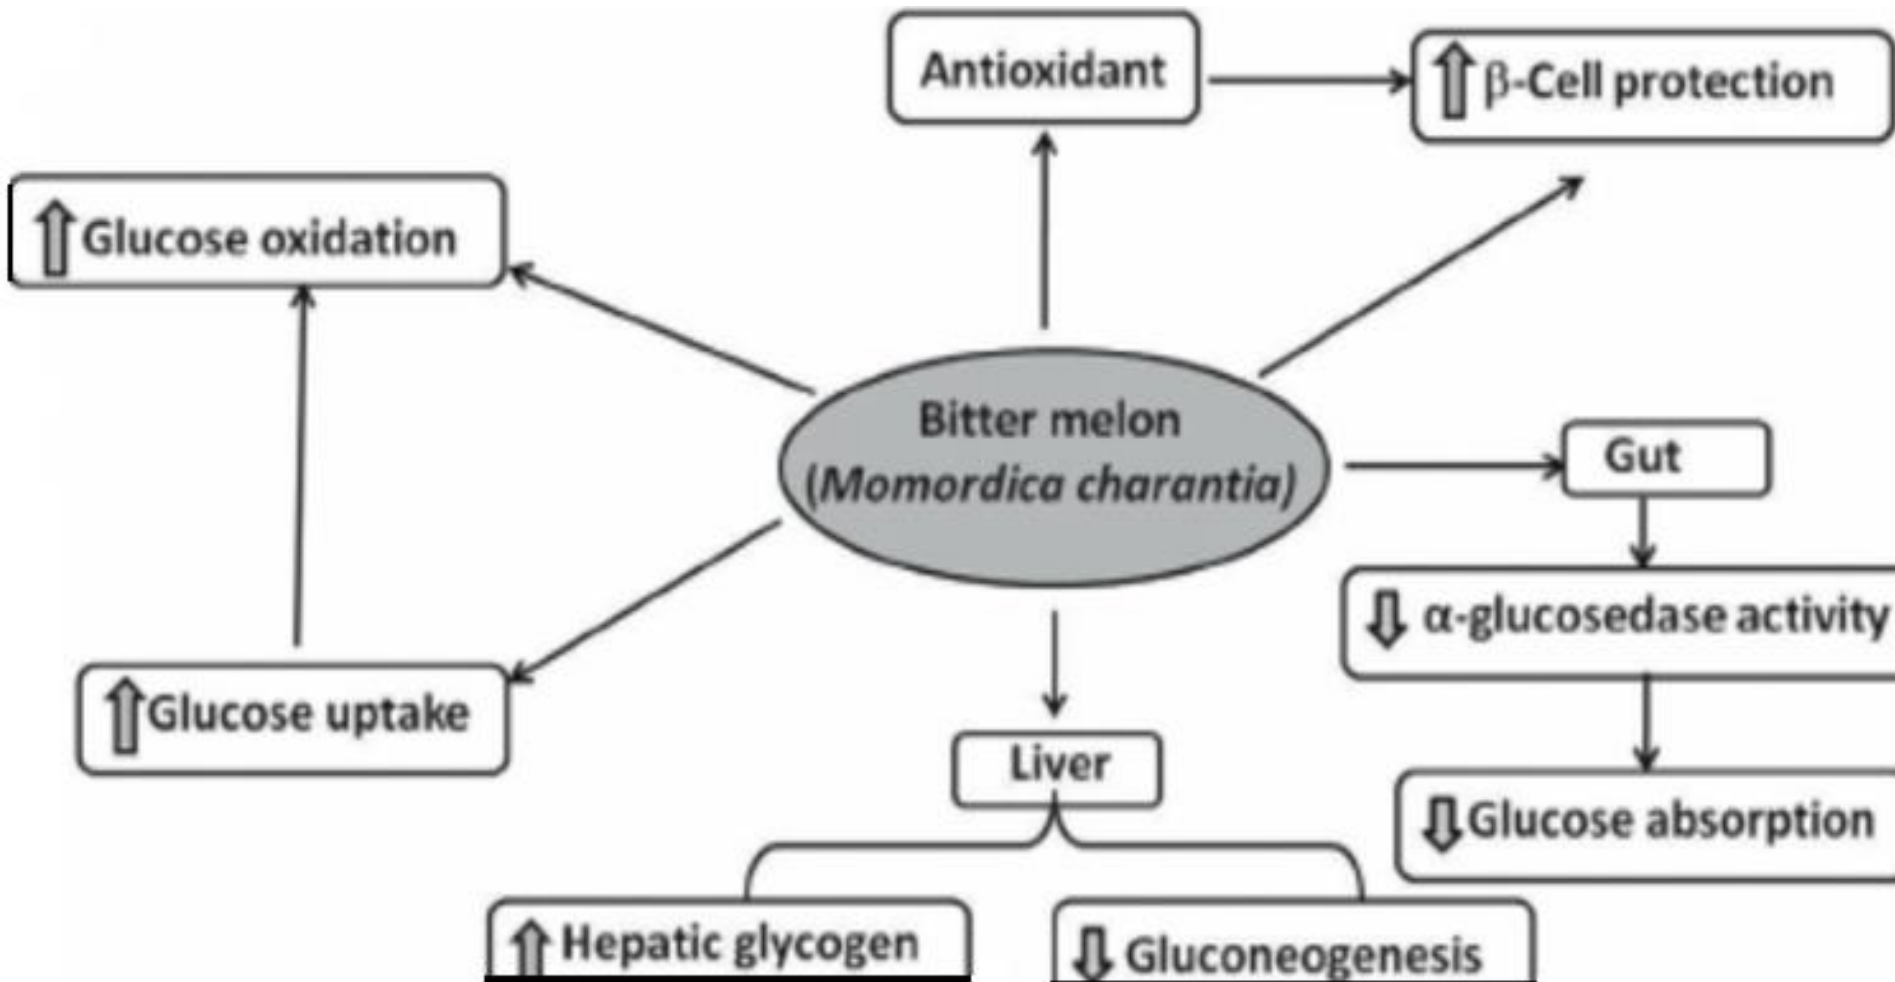 Antioxidant
β-Cell protection
Glucose oxidation
Bitter melon
(Momordica charantia)
Gut
α-glucosedase activity
Glucose uptake
Liver
Glucose absorption
Hepatic glycogen
Gluconeogenesis